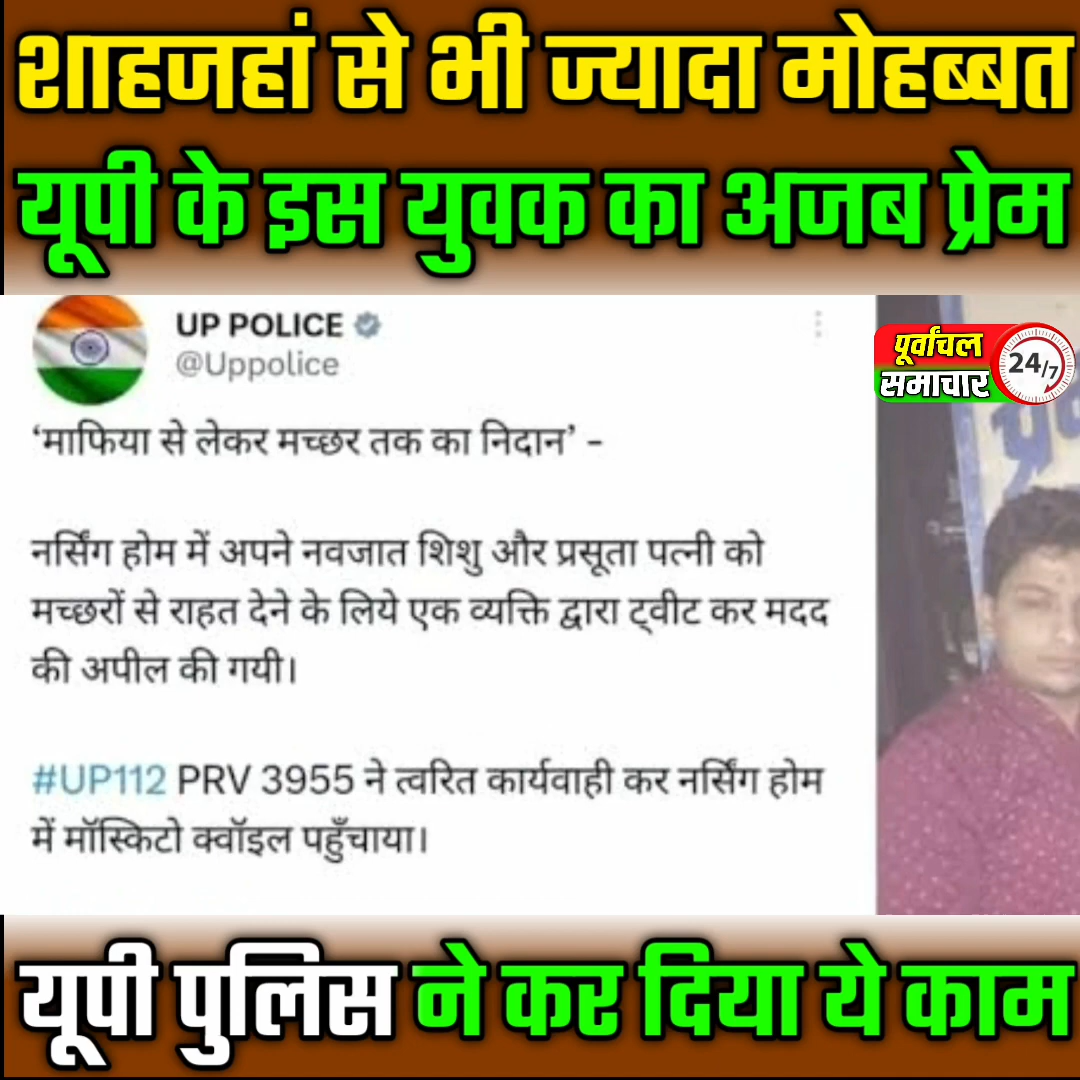 शाहजहां से भी ज्यादा मोहब्बत
यूपी के इस युवक का अजब प्रेम
UP POLICE
@Uppolice
पूर्वांचल
समाचार
24/7
‘माफिया से लेकर मच्छर तक का निदान’ -
नर्सिंग होम में अपने नवजात शिशु और प्रसूता पत्नी को
मच्छरों से राहत देने के लिये एक व्यक्ति द्वारा ट्वीट कर मदद
की अपील की गयी।
#UP112 PRV 3955 ने त्वरित कार्यवाही कर नर्सिंग होम
में मॉस्किटो क्वॉइल पहुँचाया।
यूपी पुलिस ने कर दिया ये काम